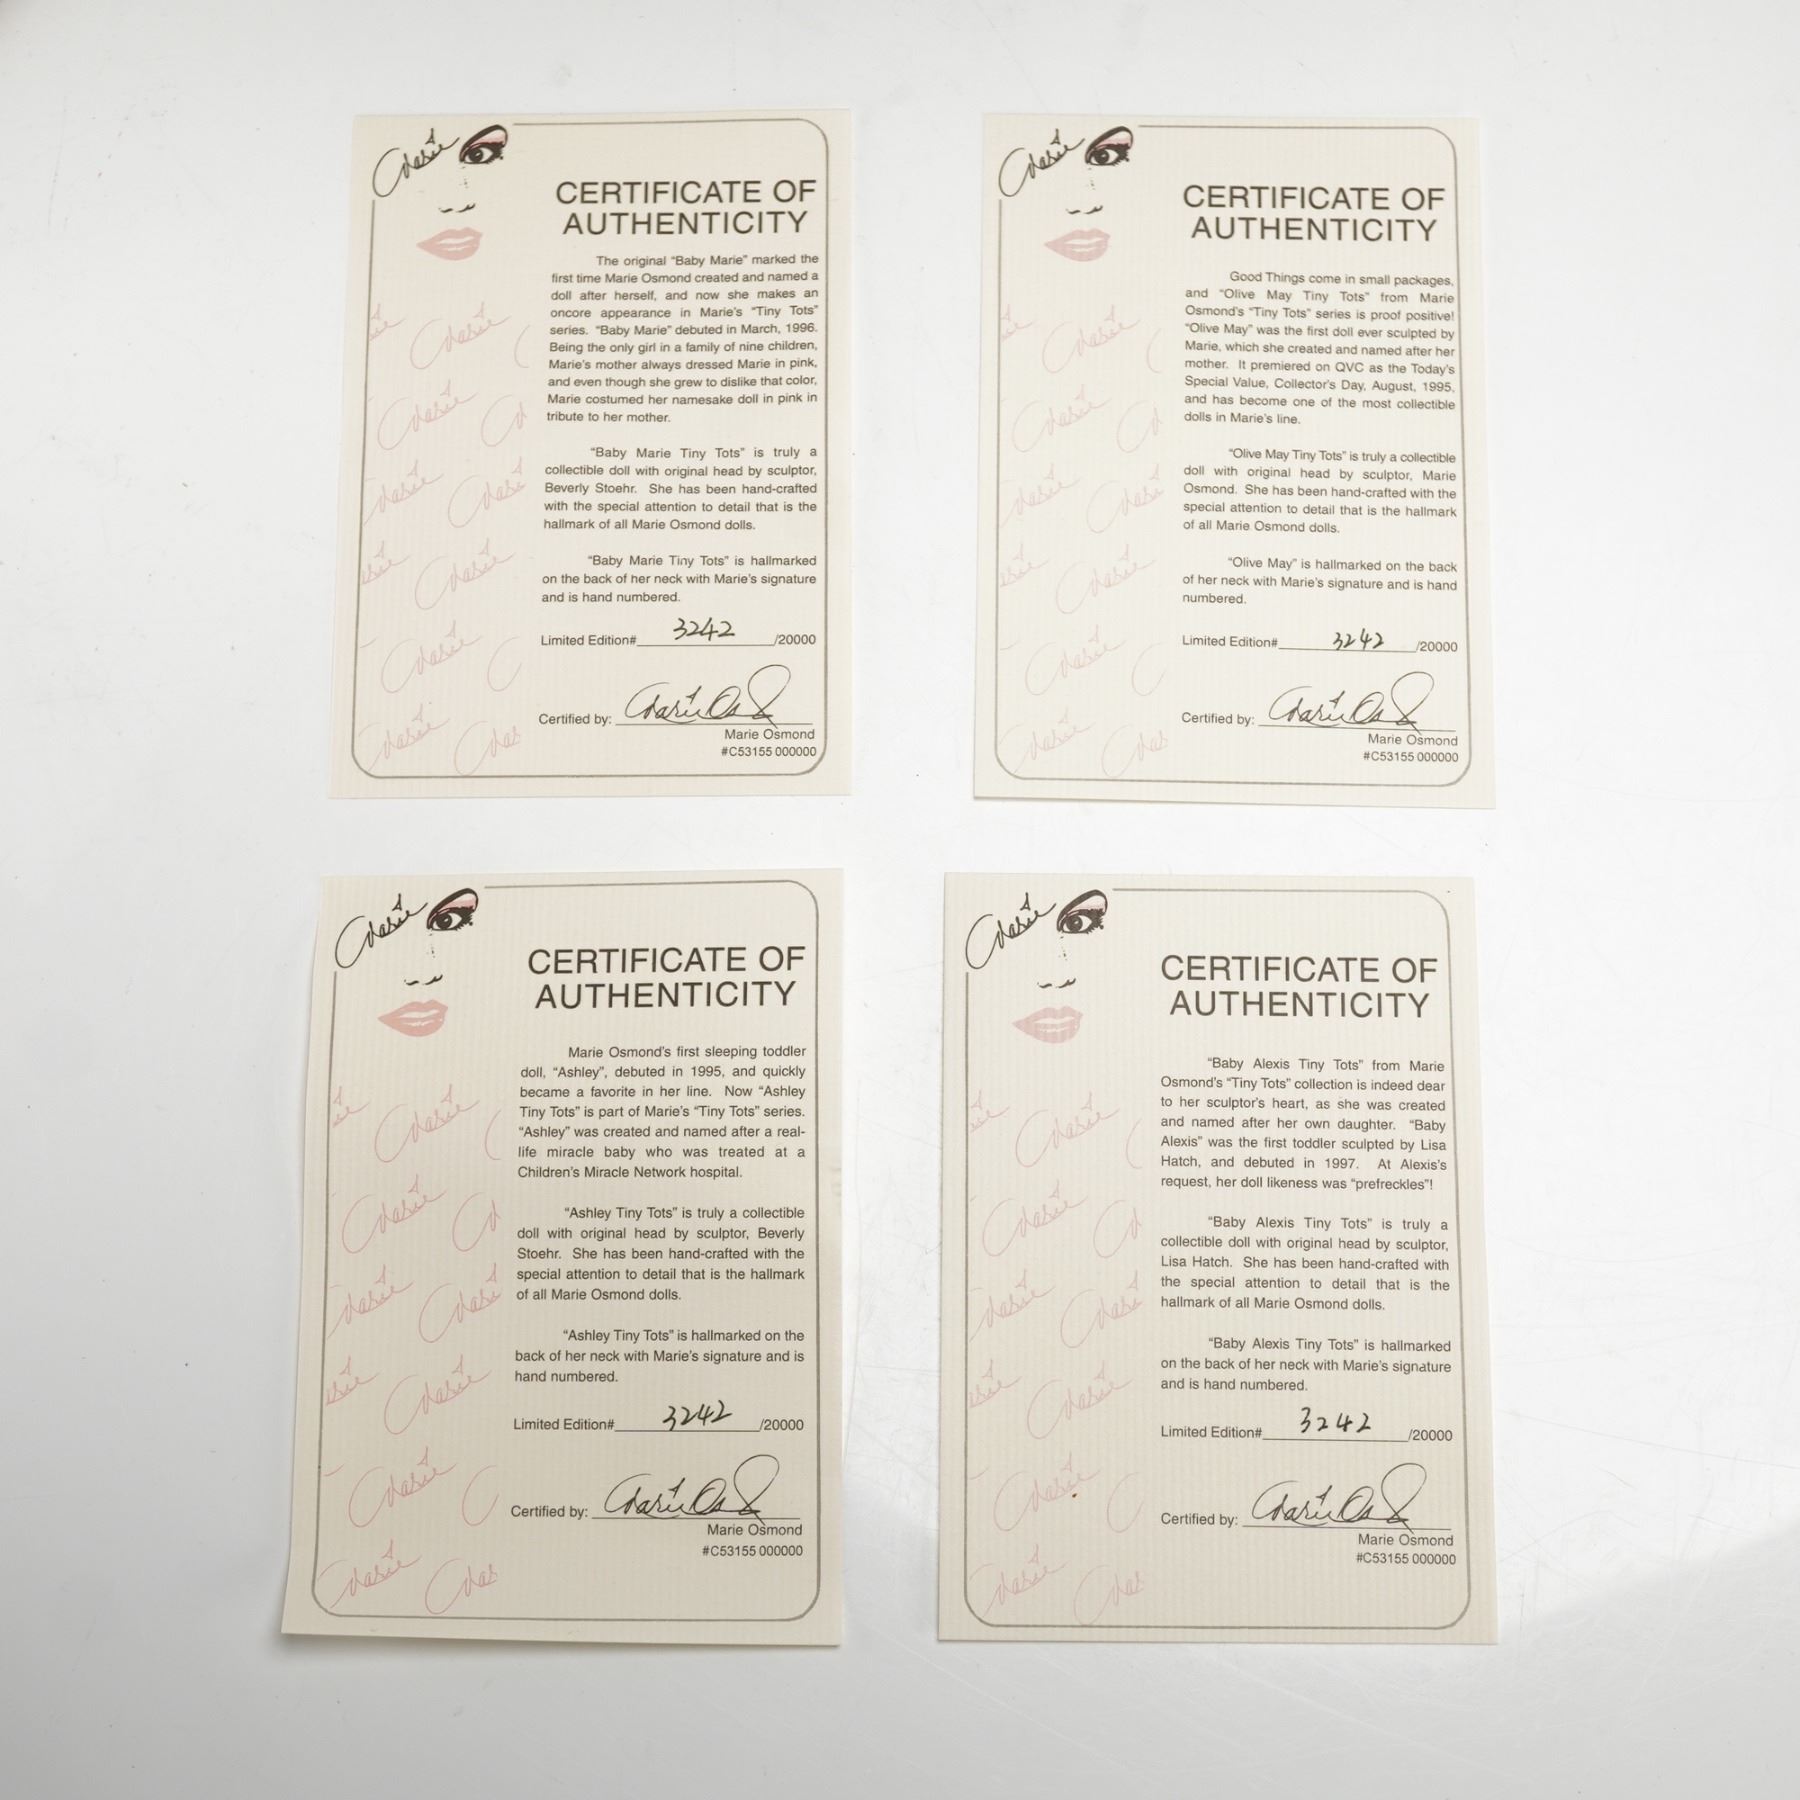 Marie
CERTIFICATE OF
AUTHENTICITY
The original "Baby Marie" marked the
first time Marie Osmond created and named a
doll after herself, and now she makes an
oncore appearance in Marie's "Tiny Tots"
series. "Baby Marie" debuted in March, 1996.
Being the only girl in a family of nine children,
Marie's mother always dressed Marie in pink,
and even though she grew to dislike that color,
Marie costumed her namesake doll in pink in
tribute to her mother.
"Baby Marie Tiny Tots" is truly a
collectible doll with original head by sculptor,
Beverly Stoehr. She has been hand-crafted
with the special attention to detail that is the
hallmark of all Marie Osmond dolls.
"Baby Marie Tiny Tots" is hallmarked
on the back of her neck with Marie's signature
and is hand numbered.
Limited Edition# 3242 /20000
Certified by: Marie Os
Marie Osmond
#C53155 000000
Marie
CERTIFICATE OF
AUTHENTICITY
Good Things come in small packages,
and "Olive May Tiny Tots" from Marie
Osmond's "Tiny Tots" series is proof positive!
"Olive May" was the first doll ever sculpted by
Marie, which she created and named after her
mother. It premiered on QVC as the Today's
Special Value, Collector's Day, August, 1995,
and has become one of the most collectible
dolls in Marie's line.
"Olive May Tiny Tots" is truly a collectible
doll with original head by sculptor, Marie
Osmond. She has been hand-crafted with the
special attention to detail that is the hallmark
of all Marie Osmond dolls.
"Olive May" is hallmarked on the back
of her neck with Marie's signature and is hand
numbered.
Limited Edition# 3242 /20000
Certified by: Marie Os
Marie Osmond
#C53155 000000
Marie
CERTIFICATE OF
AUTHENTICITY
Marie Osmond's first sleeping toddler
doll, "Ashley", debuted in 1995, and quickly
became a favorite in her line. Now "Ashley
Tiny Tots" is part of Marie's "Tiny Tots" series.
"Ashley" was created and named after a real-
life miracle baby who was treated at a
Children's Miracle Network hospital.
"Ashley Tiny Tots" is truly a collectible
doll with original head by sculptor, Beverly
Stoehr. She has been hand-crafted with the
special attention to detail that is the hallmark
of all Marie Osmond dolls.
"Ashley Tiny Tots" is hallmarked on the
back of her neck with Marie's signature and is
hand numbered.
Limited Edition# 3242 /20000
Certified by: Marie Os
Marie Osmond
#C53155 000000
Marie
CERTIFICATE OF
AUTHENTICITY
"Baby Alexis Tiny Tots" from Marie
Osmond's "Tiny Tots" collection is indeed dear
to her sculptor's heart, as she was created
and named after her own daughter. "Baby
Alexis" was the first toddler sculpted by Lisa
Hatch, and debuted in 1997. At Alexis's
request, her doll likeness was "prefreckles"!
"Baby Alexis Tiny Tots" is truly a
collectible doll with original head by sculptor,
Lisa Hatch. She has been hand-crafted with
the special attention to detail that is the
hallmark of all Marie Osmond dolls.
"Baby Alexis Tiny Tots" is hallmarked
on the back of her neck with Marie's signature
and is hand numbered.
Limited Edition# 3242 /20000
Certified by: Marie Os
Marie Osmond
#C53155 000000